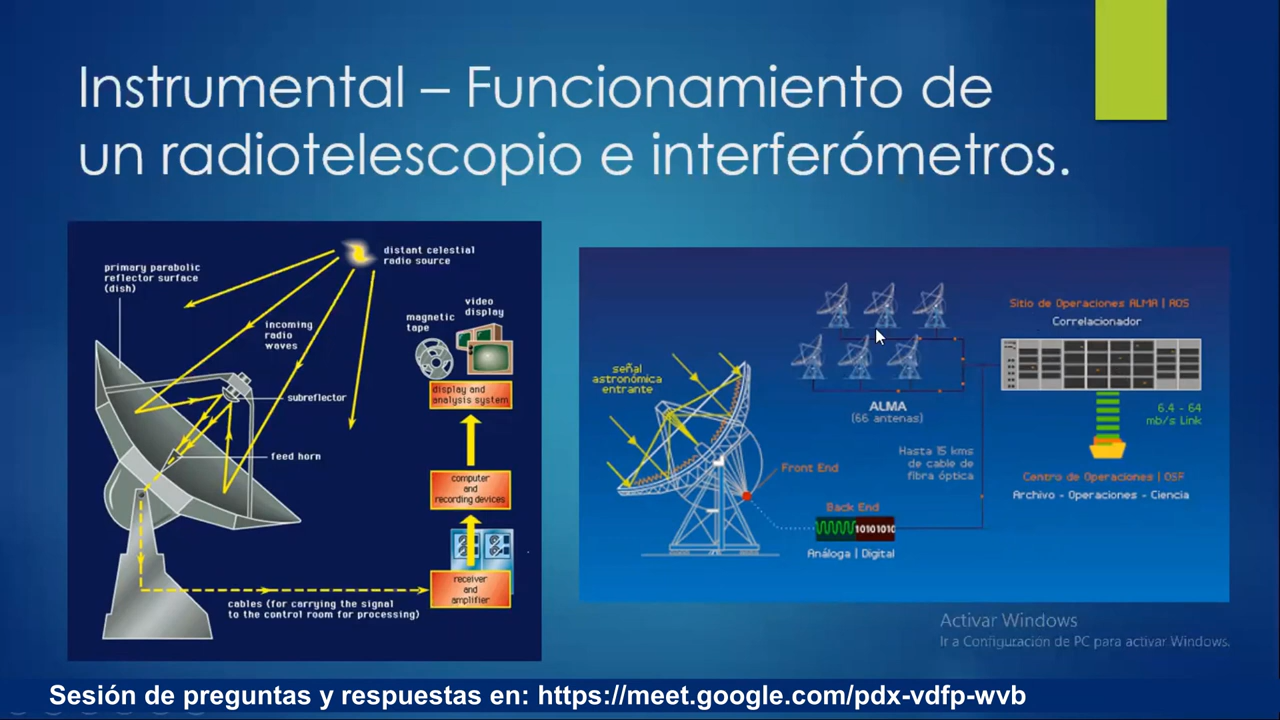 Instrumental – Funcionamiento de
un radiotelescopio e interferómetros.
distant celestial
radio source
primary parabolic
reflector surface
(dish)
incoming
radio
waves
magnetic
tape
video
display
subreflector
display and
analysis system
feed horn
computer
and
recording devices
receiver
and
amplifier
cables (for carrying the signal
to the control room for processing)
señal
astronómica
entrante
ALMA
(66 antenas)
Sitio de Operaciones ALMA | AOS
Correlacionador
6.4 - 64
mb/s Link
Hasta 15 kms
de cable de
fibra óptica
Front End
Centro de Operaciones | OSF
Archivo - Operaciones - Ciencia
Back End
1010101
Análoga | Digital
Activar Windows
Ir a Configuración de PC para activar Windows.
Sesión de preguntas y respuestas en: https://meet.google.com/pdx-vdfp-wvb